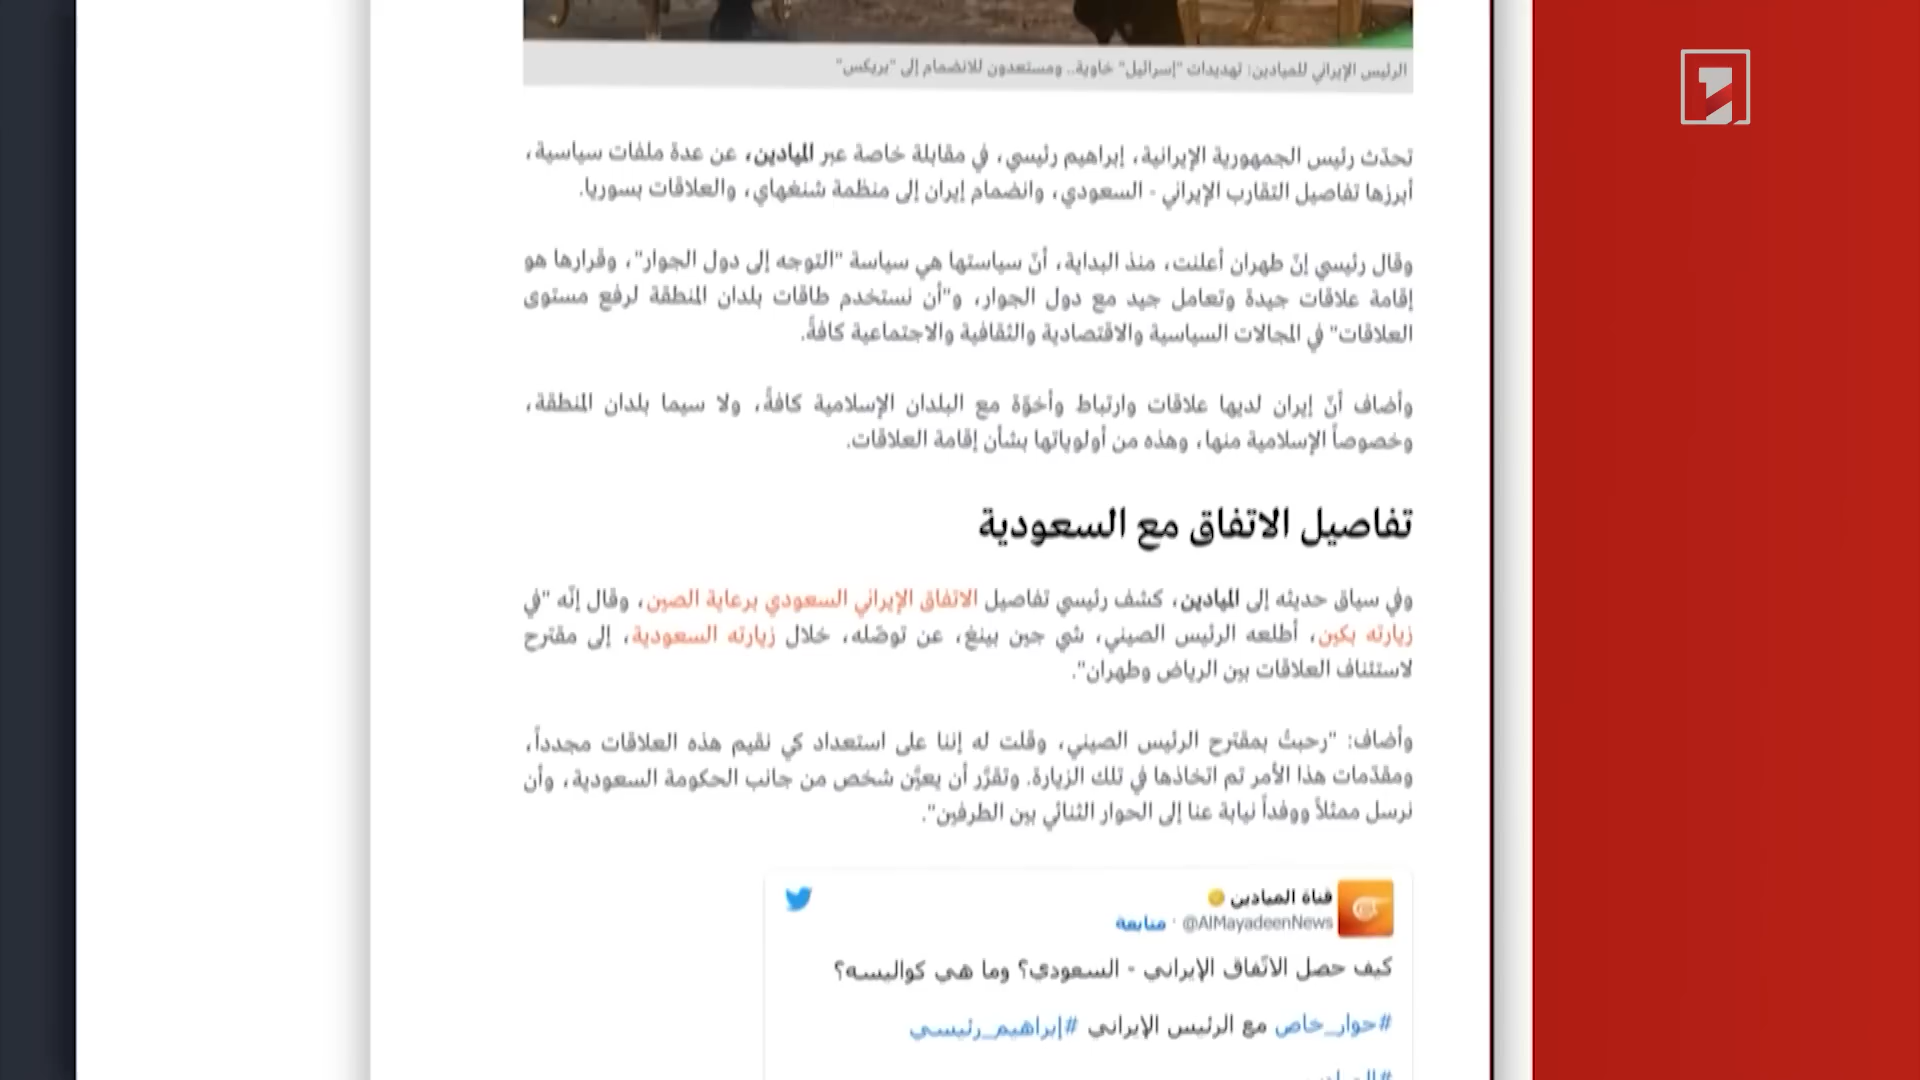 الرئيس الإيراني للميادين: تهديدات "إسرائيل" خاوية.. ومستعدون للانضمام إلى "بريكس"
تحدّث رئيس الجمهورية الإيرانية، إبراهيم رئيسي، في مقابلة خاصة عبر الميادين، عن عدة ملفات سياسية،
أبرزها تفاصيل التقارب الإيراني - السعودي، وانضمام إيران إلى منظمة شنغهاي، والعلاقات بسوريا.
وقال رئيسي إنّ طهران أعلنت، منذ البداية، أنّ سياستها هي سياسة "التوجه إلى دول الجوار"، وقرارها هو
إقامة علاقات جيدة وتعامل جيد مع دول الجوار، و"أن نستخدم طاقات بلدان المنطقة لرفع مستوى
العلاقات" في المجالات السياسية والاقتصادية والثقافية والاجتماعية كافةً.
وأضاف أنّ إيران لديها علاقات وارتباط وأخوّة مع البلدان الإسلامية كافةً، ولا سيما بلدان المنطقة،
وخصوصاً الإسلامية منها، وهذه من أولوياتها بشأن إقامة العلاقات.
تفاصيل الاتفاق مع السعودية
وفي سياق حديثه إلى الميادين، كشف رئيسي تفاصيل الاتفاق الإيراني السعودي برعاية الصين، وقال إنّه "في
زيارته بكين، أطلعه الرئيس الصيني، شي جين بينغ، عن توصّله، خلال زيارته السعودية، إلى مقترح
لاستئناف العلاقات بين الرياض وطهران".
وأضاف: "رحبتُ بمقترح الرئيس الصيني، وقلت له إننا على استعداد كي نقيم هذه العلاقات مجدداً،
ومقدّمات هذا الأمر تم اتخاذها في تلك الزيارة. وتقرَّر أن يعيَّن شخص من جانب الحكومة السعودية، وأن
نرسل ممثلاً ووفداً نيابة عنا إلى الحوار الثنائي بين الطرفين".
قناة الميادين
@AlMayadeenNews · متابعة
كيف حصل الاتّفاق الإيراني - السعودي؟ وما هي كواليسه؟
#حوار_خاص مع الرئيس الإيراني #إبراهيم_رئيسي